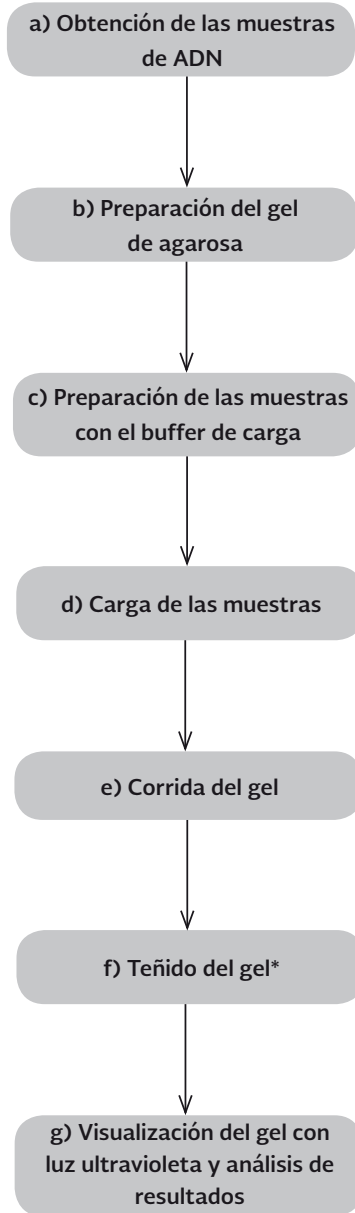 a) Obtención de las muestras
de ADN
b) Preparación del gel
de agarosa
c) Preparación de las muestras
con el buffer de carga
d) Carga de las muestras
e) Corrida del gel
f) Teñido del gel*
g) Visualización del gel con
luz ultravioleta y análisis de
resultados